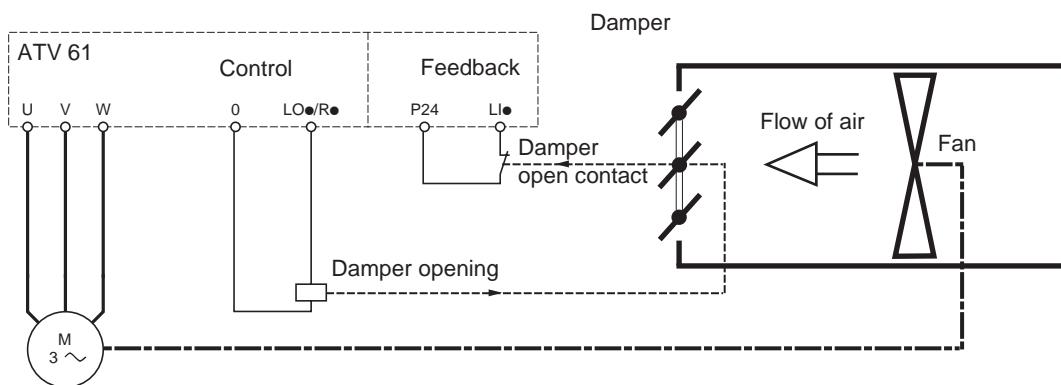 Damper
ATV 61
Control
Feedback
U
V
W
0
LO●/R●
P24
LI●
Flow of air
Fan
Damper
open contact
Damper opening
M
3 ~